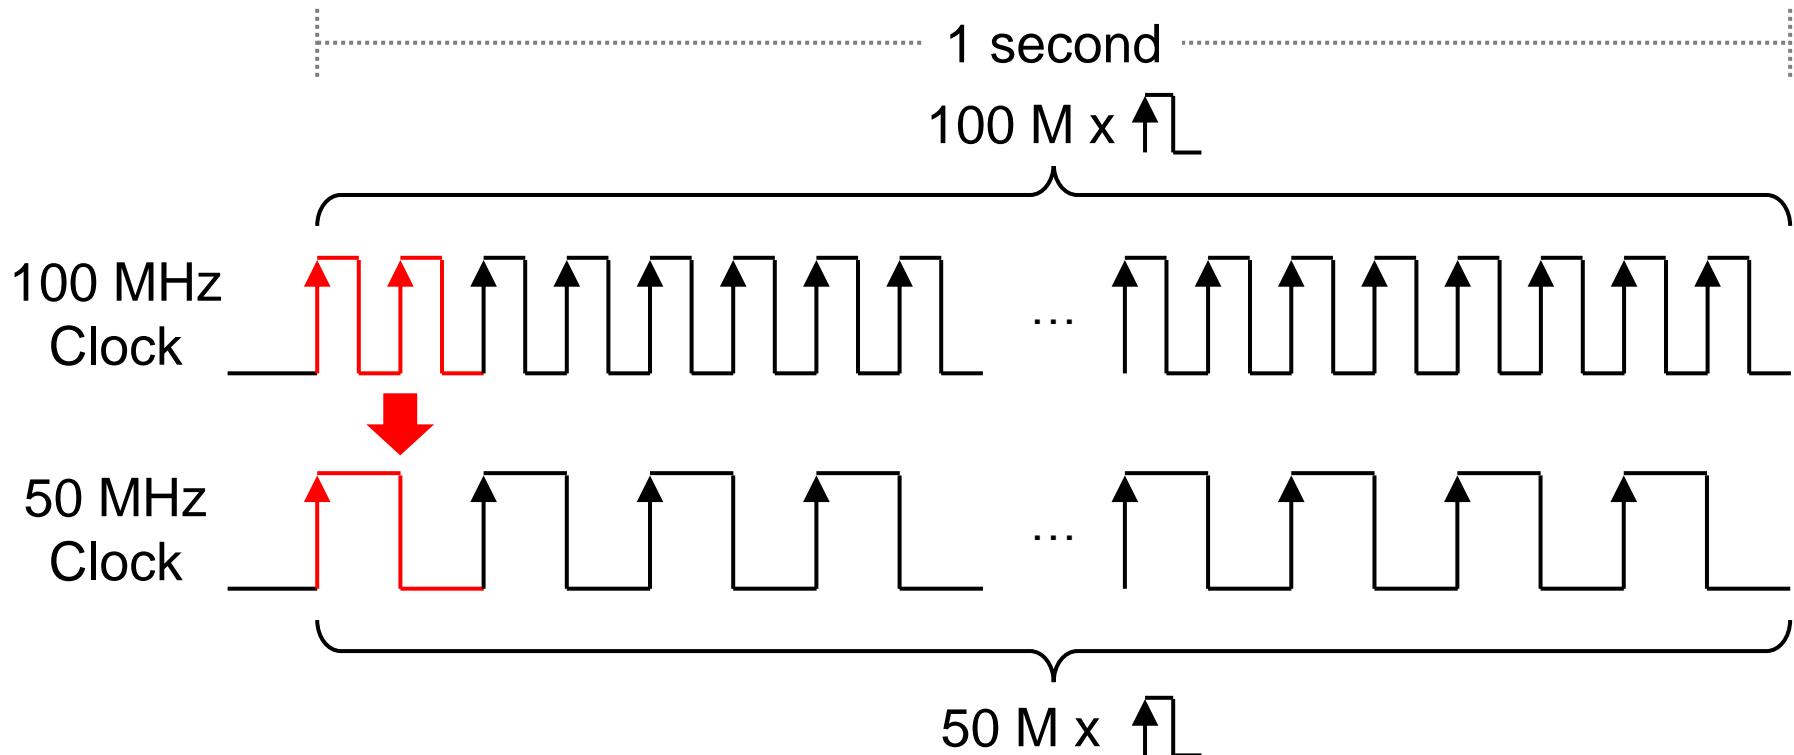 1 second
100 M x
100 MHz
Clock
...
50 MHz
Clock
...
50 M x